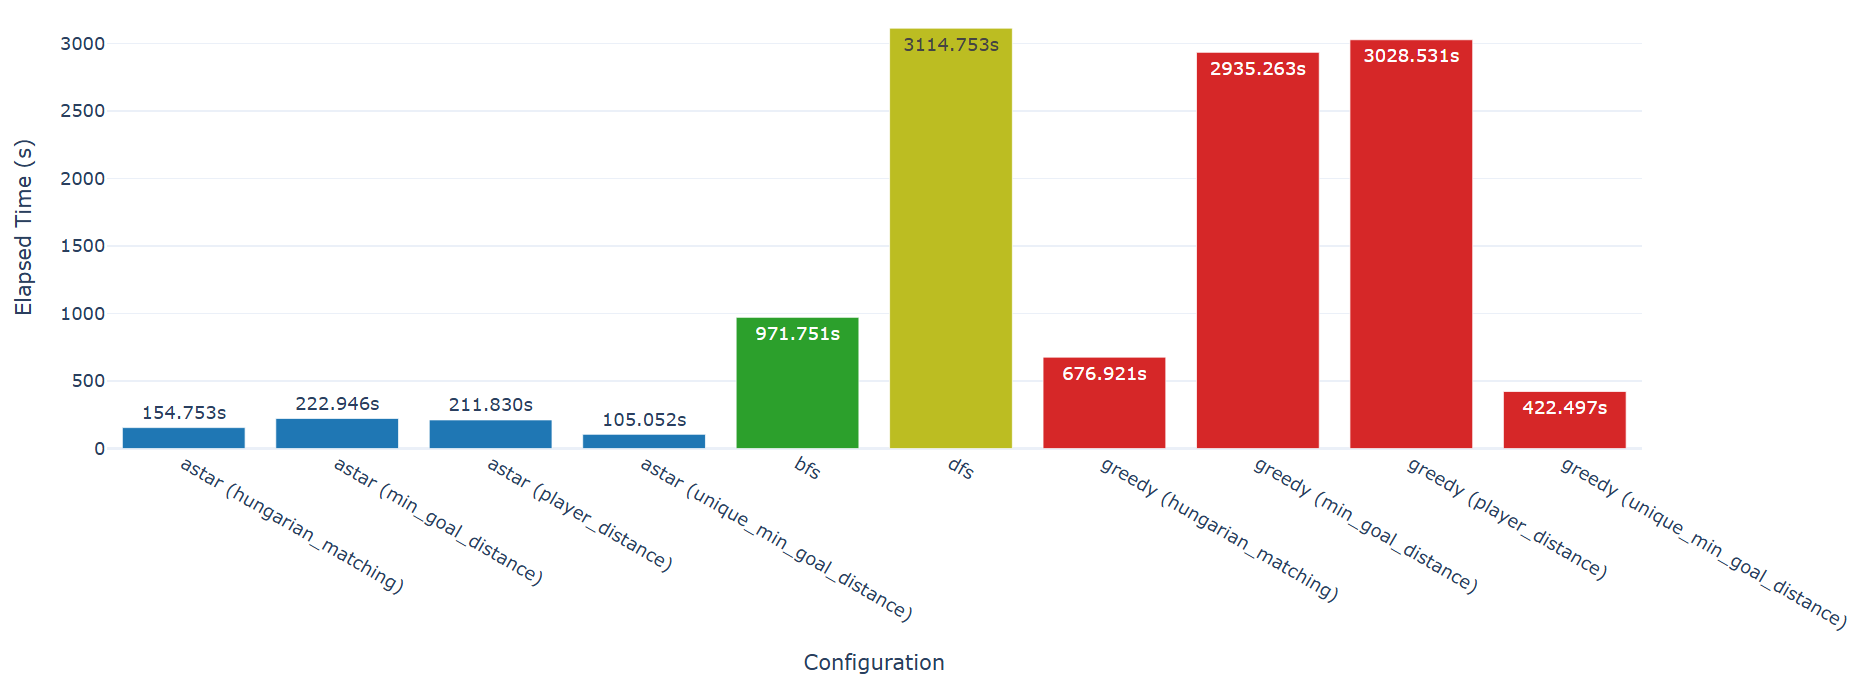 Elapsed Time (s)
3000
2500
2000
1500
1000
500
0
154.753s
222.946s
211.830s
105.052s
971.751s
3114.753s
676.921s
2935.263s
3028.531s
422.497s
astar (hungarian_matching)
astar (min_goal_distance)
astar (player_distance)
astar (unique_min_goal_distance)
bfs
dfs
greedy (hungarian_matching)
greedy (min_goal_distance)
greedy (player_distance)
greedy (unique_min_goal_distance)
Configuration